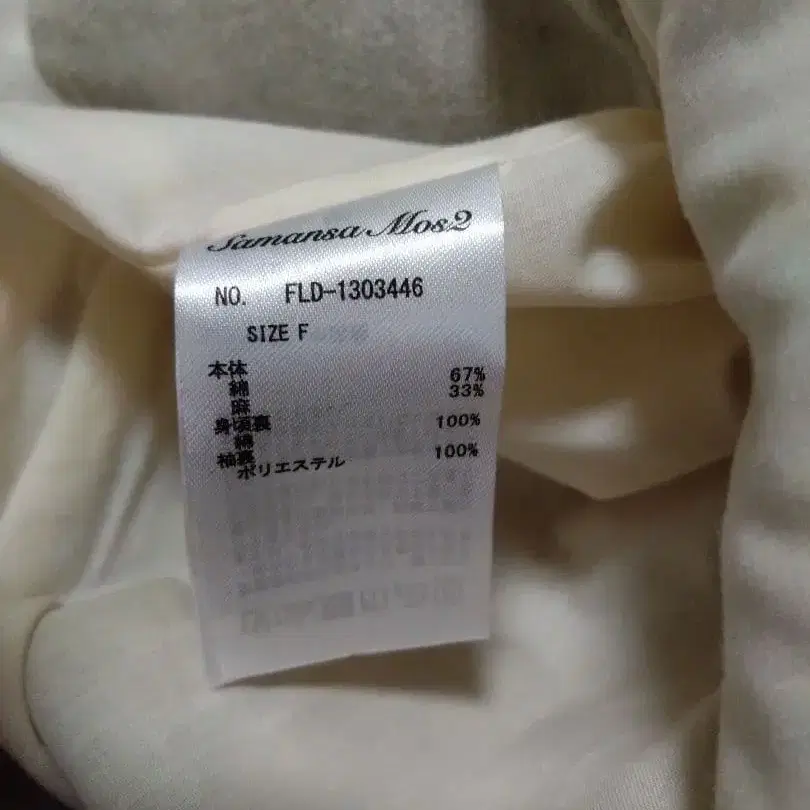 Samansa Mos2
NO. FLD-1303446
SIZE F
本体
綿 67%
麻 33%
身頃裏
綿 100%
袖裏
ポリエステル 100%